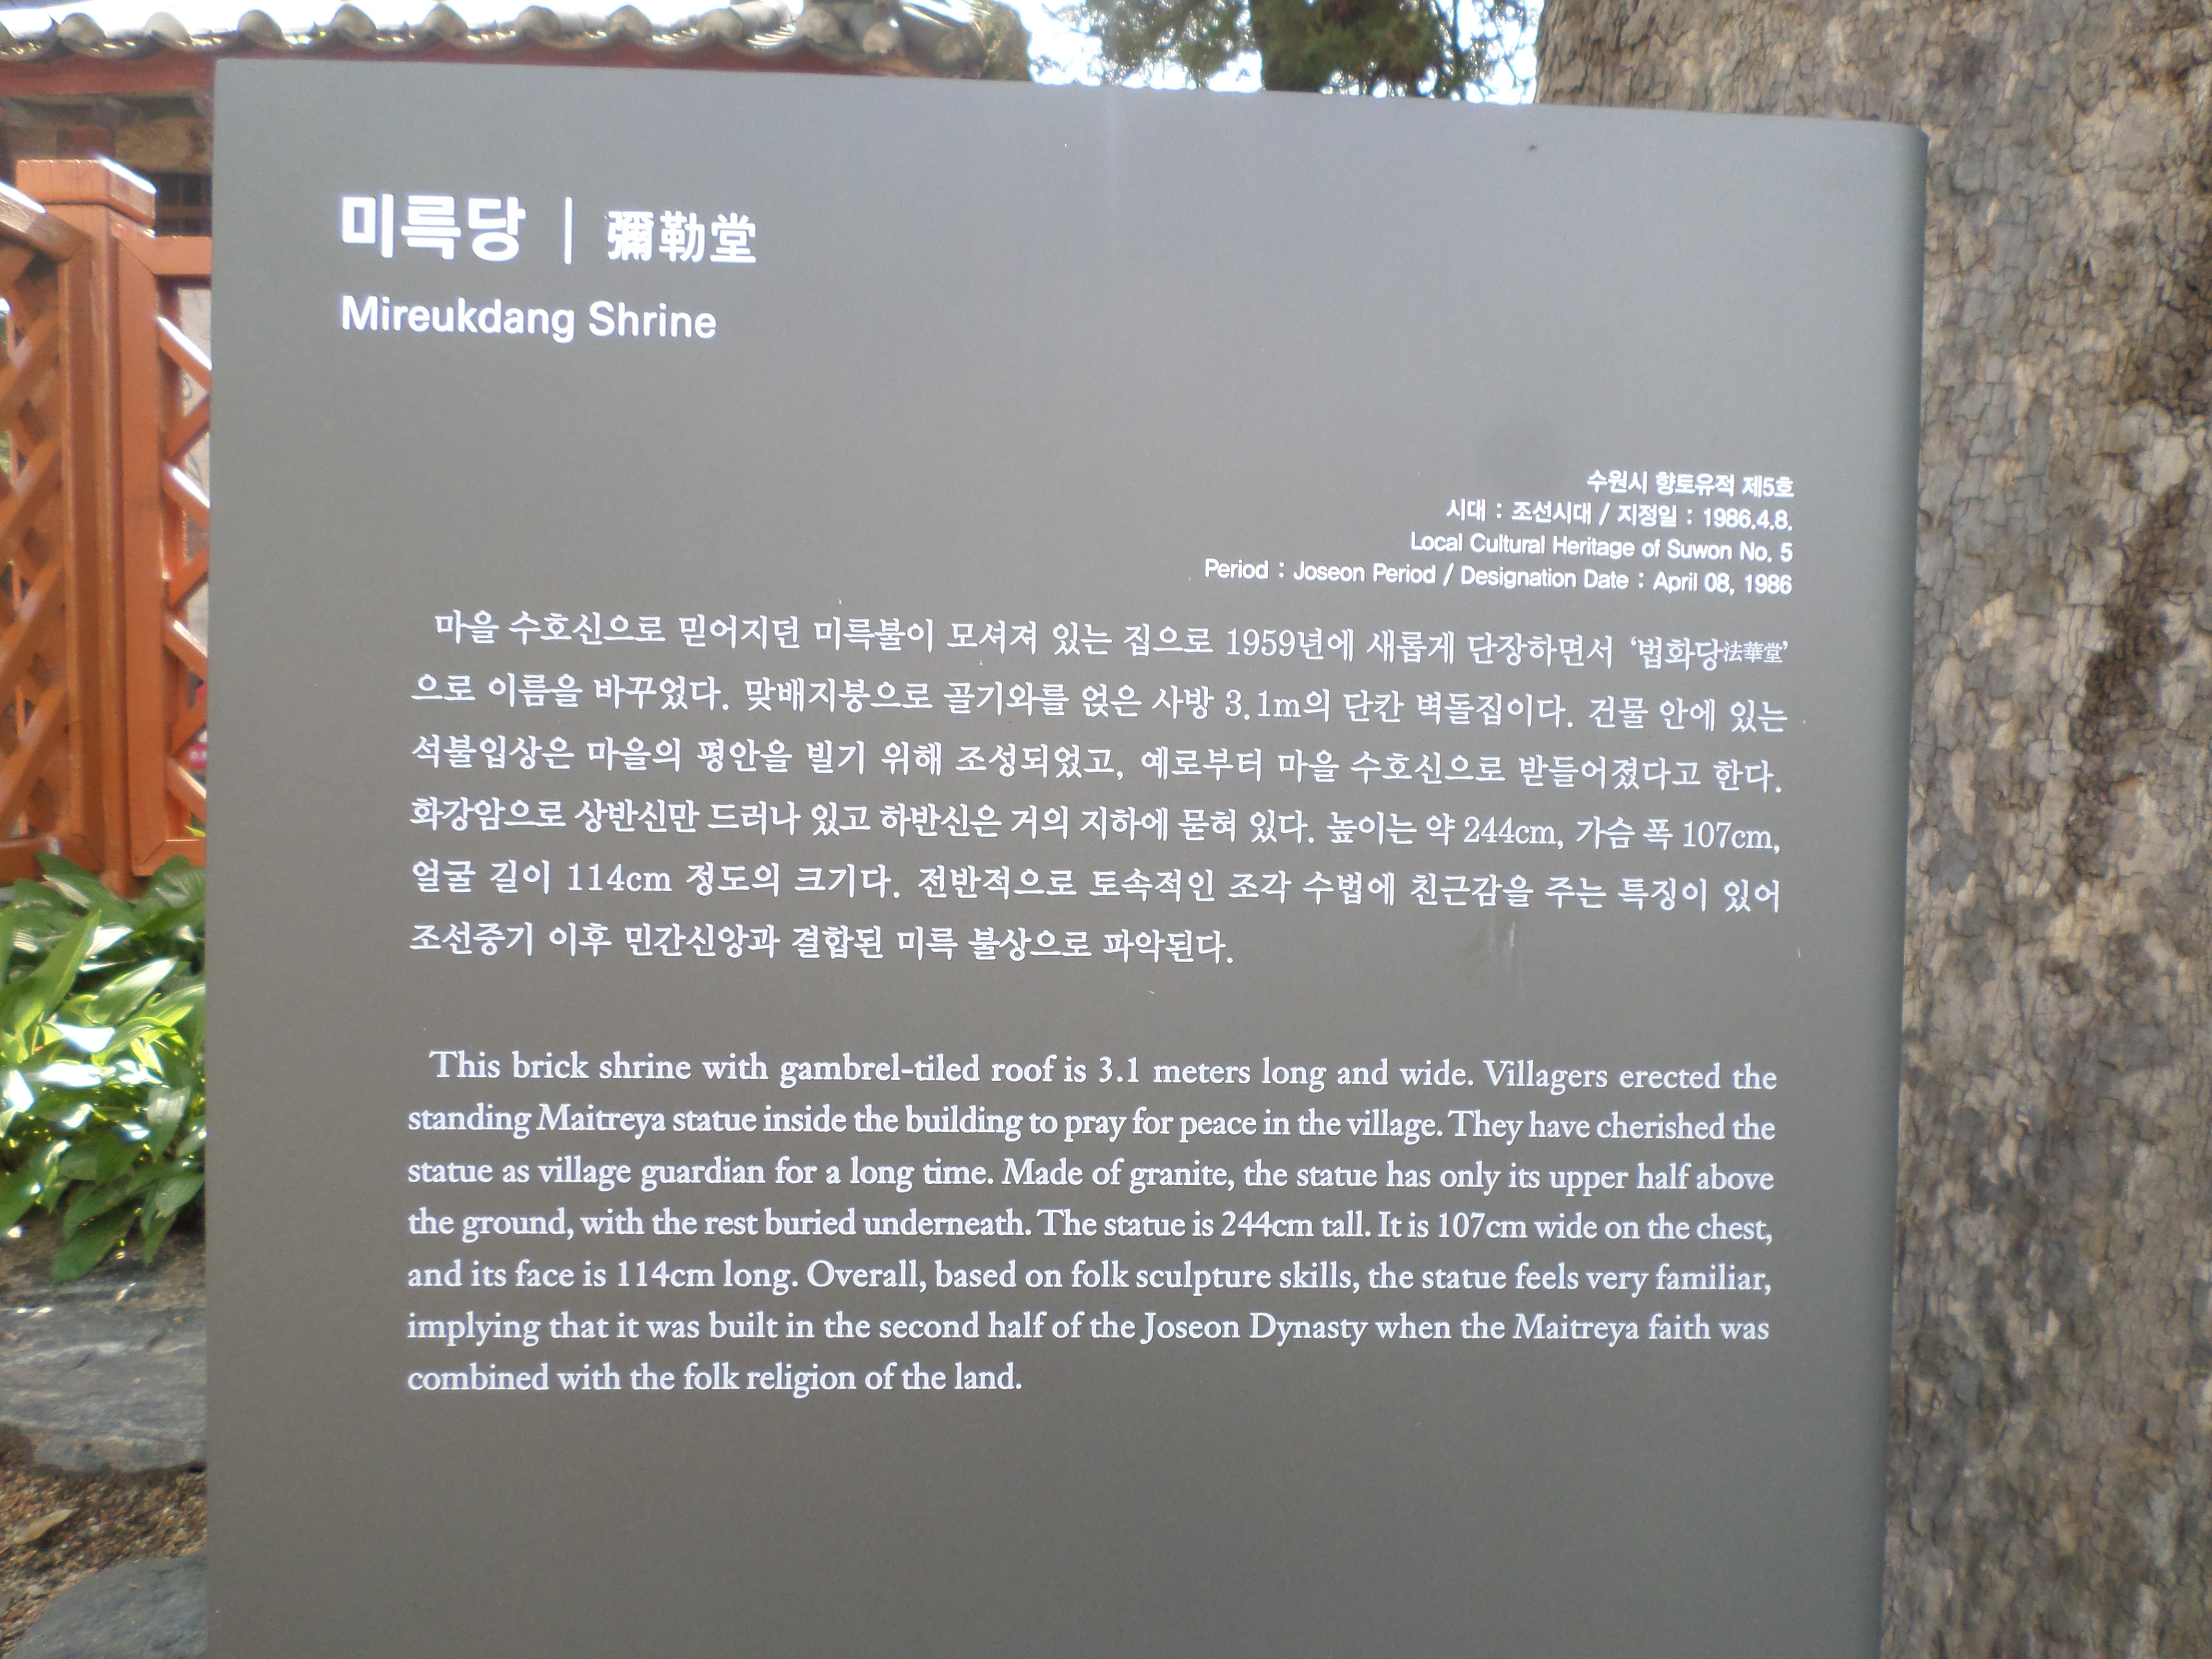 미륵당 | 彌勒堂
Mireukdang Shrine
수원시 향토유적 제5호
시대 : 조선시대 / 지정일 : 1986.4.8.
Local Cultural Heritage of Suwon No. 5
Period : Joseon Period / Designation Date : April 08, 1986
마을 수호신으로 믿어지던 미륵불이 모셔져 있는 집으로 1959년에 새롭게 단장하면서 ‘법화당法華堂’
으로 이름을 바꾸었다. 맞배지붕으로 골기와를 얹은 사방 3.1m의 단칸 벽돌집이다. 건물 안에 있는
석불입상은 마을의 평안을 빌기 위해 조성되었고, 예로부터 마을 수호신으로 받들어졌다고 한다.
화강암으로 상반신만 드러나 있고 하반신은 거의 지하에 묻혀 있다. 높이는 약 244cm, 가슴 폭 107cm,
얼굴 길이 114cm 정도의 크기다. 전반적으로 토속적인 조각 수법에 친근감을 주는 특징이 있어
조선중기 이후 민간신앙과 결합된 미륵 불상으로 파악된다.
This brick shrine with gambrel-tiled roof is 3.1 meters long and wide. Villagers erected the
standing Maitreya statue inside the building to pray for peace in the village. They have cherished the
statue as village guardian for a long time. Made of granite, the statue has only its upper half above
the ground, with the rest buried underneath. The statue is 244cm tall. It is 107cm wide on the chest,
and its face is 114cm long. Overall, based on folk sculpture skills, the statue feels very familiar,
implying that it was built in the second half of the Joseon Dynasty when the Maitreya faith was
combined with the folk religion of the land.